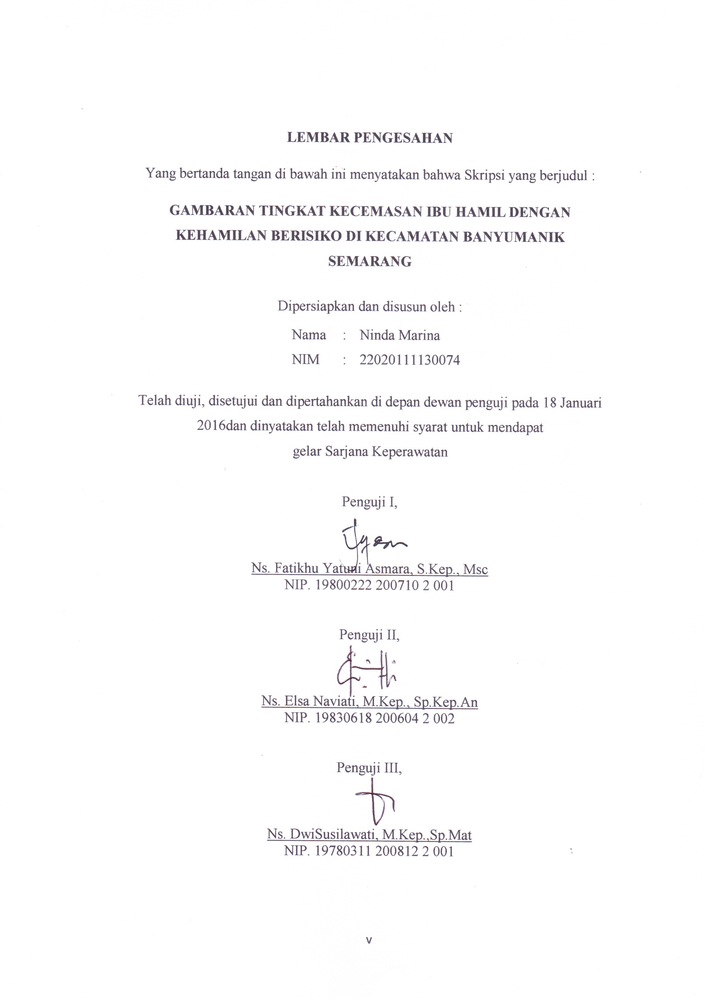 LEMBAR PENGESAHAN
Yang bertanda tangan di bawah ini menyatakan bahwa Skripsi yang berjudul :
GAMBARAN TINGKAT KECEMASAN IBU HAMIL DENGAN
KEHAMILAN BERISIKO DI KECAMATAN BANYUMANIK
SEMARANG
Dipersiapkan dan disusun oleh :
Nama : Ninda Marina
NIM : 22020111130074
Telah diuji, disetujui dan dipertahankan di depan dewan penguji pada 18 Januari
2016dan dinyatakan telah memenuhi syarat untuk mendapat
gelar Sarjana Keperawatan
Penguji I,
Ns. Fatikhu Yatuni Asmara, S.Kep., Msc
NIP. 19800222 200710 2 001
Penguji II,
Ns. Elsa Naviati, M.Kep., Sp.Kep.An
NIP. 19830618 200604 2 002
Penguji III,
Ns. DwiSusilawati, M.Kep.,Sp.Mat
NIP. 19780311 200812 2 001
v